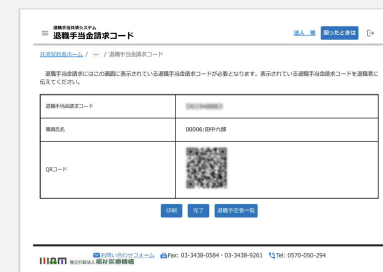 退職手当共済システム
退職手当金請求コード
法人 様 困ったときは
共済契約者ホーム / … / 退職手当金請求コード
退職手当金請求にはこの画面に表示されている退職手当金請求コードが必要となります。表示されている退職手当金請求コードを退職者に
伝えてください。
退職手当金請求コード
職員氏名 00006:田中六郎
QRコード
印刷 完了 退職予定者一覧
WAM 独立行政法人 福祉医療機構 お問い合わせフォーム Fax: 03-3438-0584・03-3438-9261 Tel: 0570-050-294